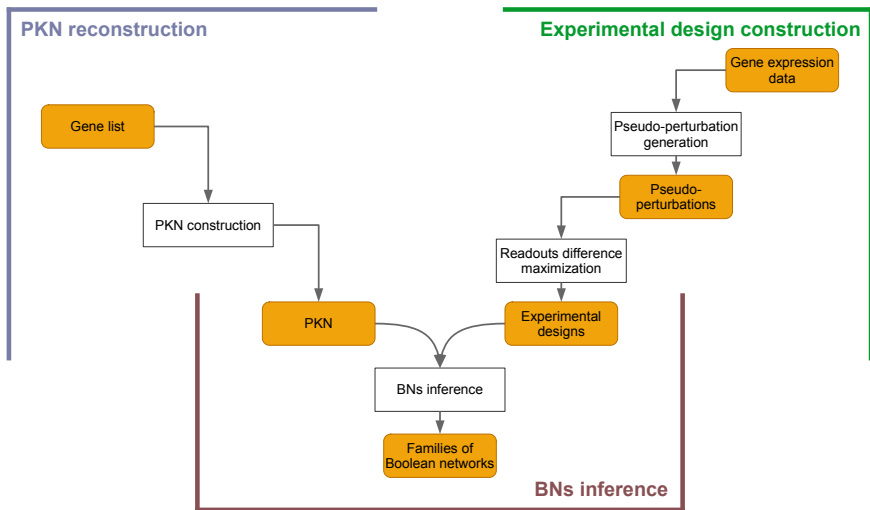 PKN reconstruction
Experimental design construction
Gene expression
data
Gene list
Pseudo-perturbation
generation
Pseudo-
perturbations
PKN construction
Readouts difference
maximization
PKN
Experimental
designs
BNs inference
Families of
Boolean networks
BNs inference